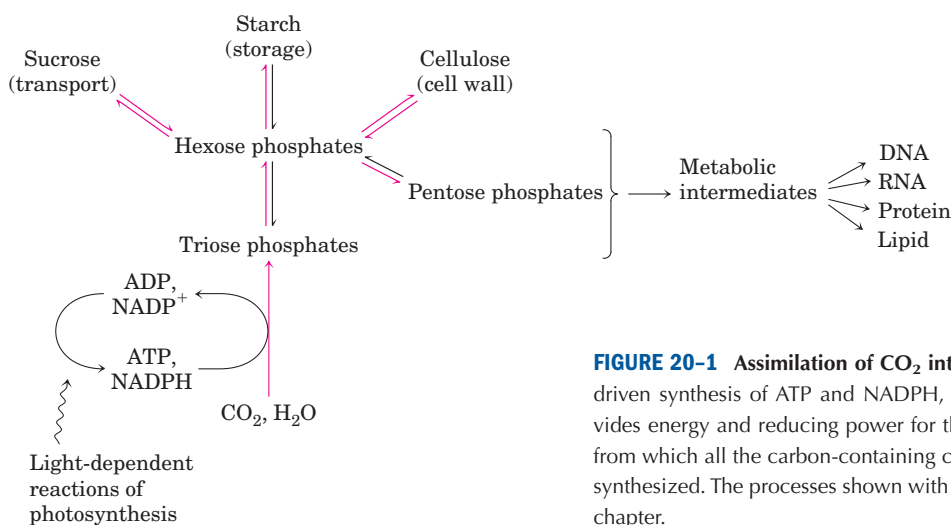 Starch
(storage)
Sucrose
(transport)
Cellulose
(cell wall)
Hexose phosphates
Pentose phosphates
Metabolic
intermediates
DNA
RNA
Protein
Lipid
Triose phosphates
ADP,
NADP+
ATP,
NADPH
CO2, H2O
Light-dependent
reactions of
photosynthesis
FIGURE 20–1 Assimilation of CO2 int
driven synthesis of ATP and NADPH,
vides energy and reducing power for th
from which all the carbon-containing c
synthesized. The processes shown with
chapter.